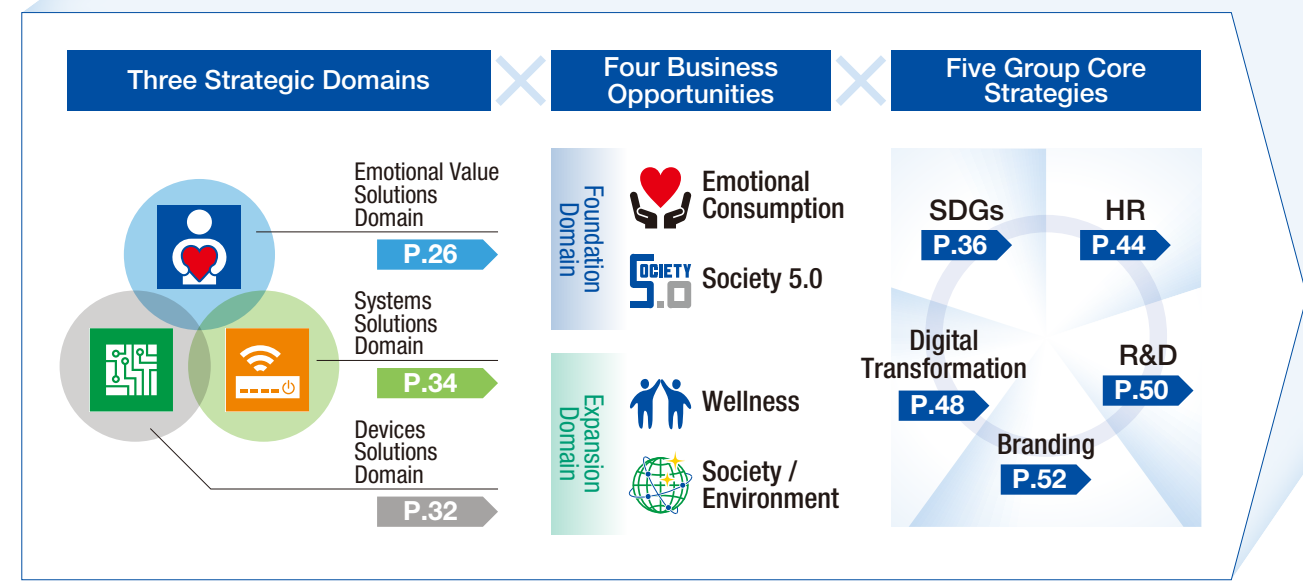 Three Strategic Domains
Four Business
Opportunities
Five Group Core
Strategies
Emotional Value
Solutions
Domain
P.26
Systems
Solutions
Domain
P.34
Devices
Solutions
Domain
P.32
Foundation
Domain
Emotional
Consumption
SOCIETY
5.0
Society 5.0
Expansion
Domain
Wellness
Society /
Environment
SDGs
P.36
HR
P.44
Digital
Transformation
P.48
R&D
P.50
Branding
P.52